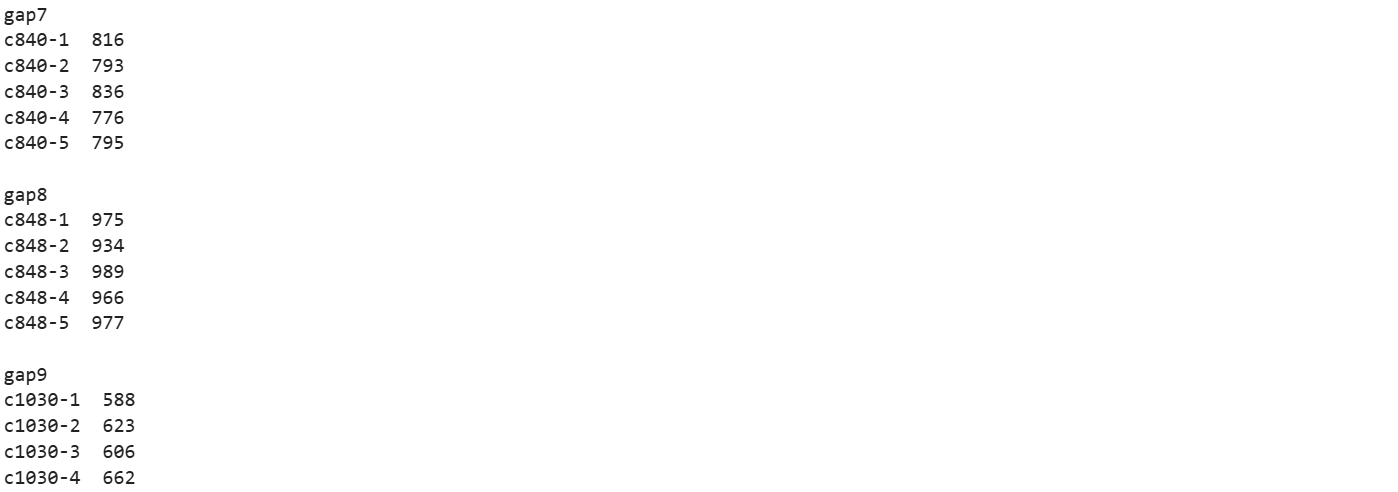 gap7
c840-1  816
c840-2  793
c840-3  836
c840-4  776
c840-5  795

gap8
c848-1  975
c848-2  934
c848-3  989
c848-4  966
c848-5  977

gap9
c1030-1  588
c1030-2  623
c1030-3  606
c1030-4  662